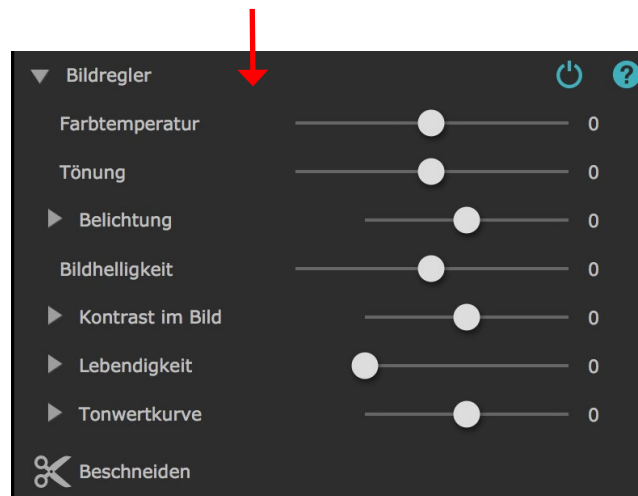 Bildregler ?
Farbtemperatur 0
Tönung 0
Belichtung 0
Bildhelligkeit 0
Kontrast im Bild 0
Lebendigkeit 0
Tonwertkurve 0
Beschneiden